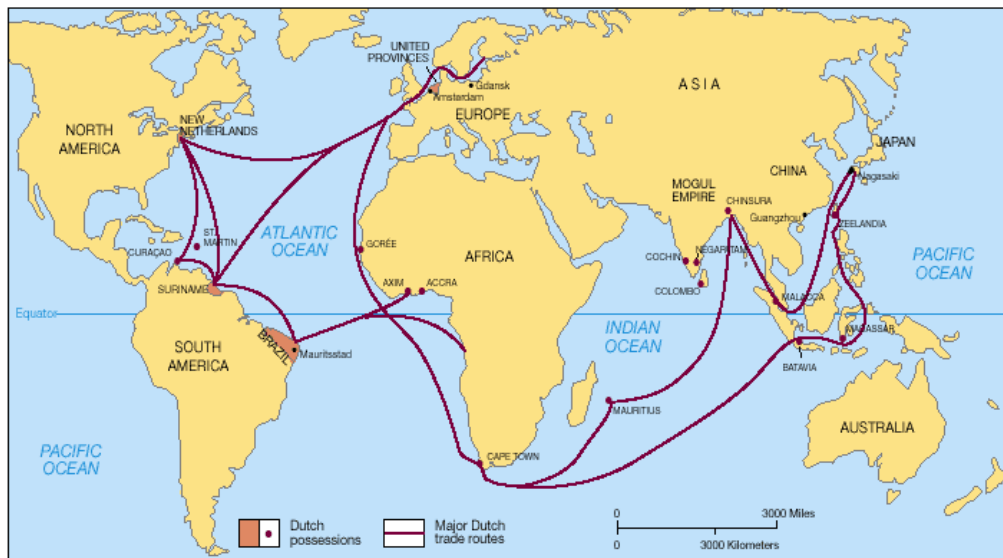 UNITED
PROVINCES
Gdansk
Amsterdam
EUROPE
ASIA
NORTH
AMERICA
NEW
NETHERLANDS
JAPAN
Nagasaki
CHINA
MOGUL
EMPIRE
CHINSURA
Guangzhou
ZEELANDIA
ST.
MARTIN
ATLANTIC
OCEAN
GORÉE
CURAÇAO
AFRICA
NEGAPATAM
COCHIN
COLOMBO
PACIFIC
OCEAN
SURINAME
AXIM
ACCRA
MALACCA
Equator
INDIAN
OCEAN
MACASSAR
BRAZIL
Mauritsstad
SOUTH
AMERICA
BATAVIA
MAURITIUS
AUSTRALIA
PACIFIC
OCEAN
CAPE TOWN
Dutch
possessions
Major Dutch
trade routes
0 3000 Miles
0 3000 Kilometers